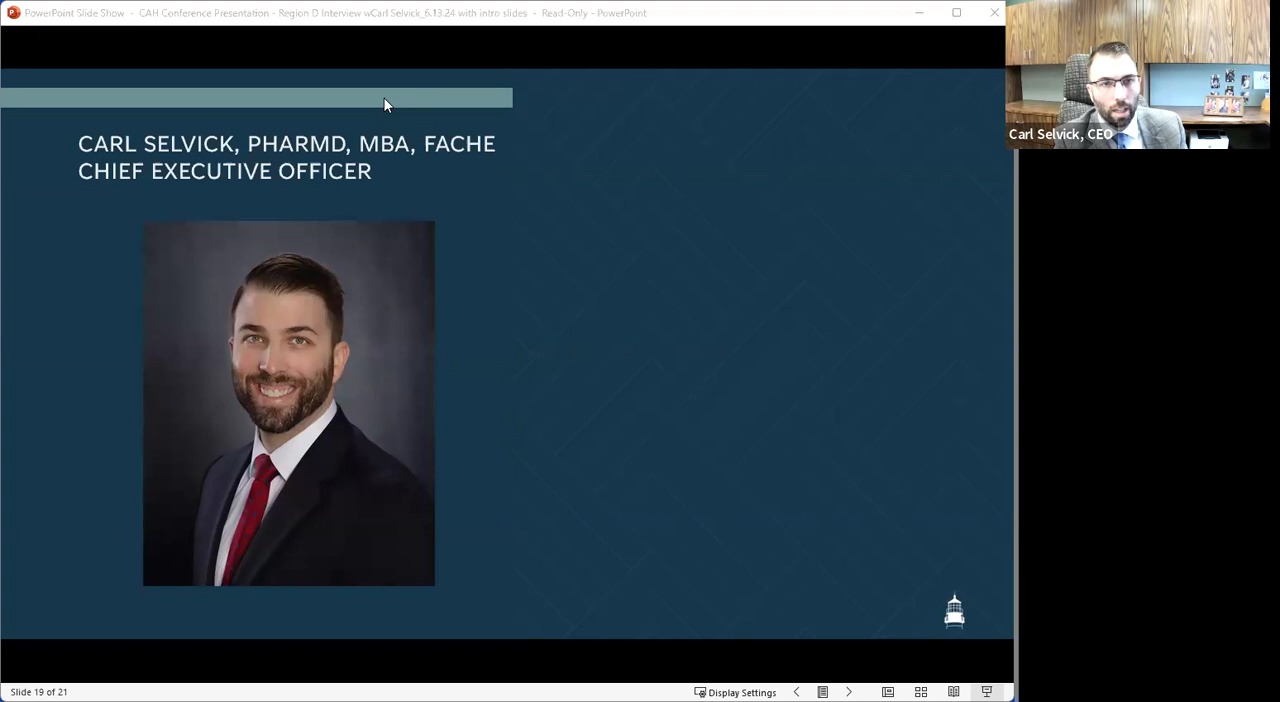 PowerPoint Slide Show - CAH Conference Presentation - Region D Interview wCarl Selvick_6.13.24 with intro slides - Read-Only - PowerPoint
Carl Selvick, CEO
CARL SELVICK, PHARMD, MBA, FACHE
CHIEF EXECUTIVE OFFICER
Slide 19 of 21
Display Settings